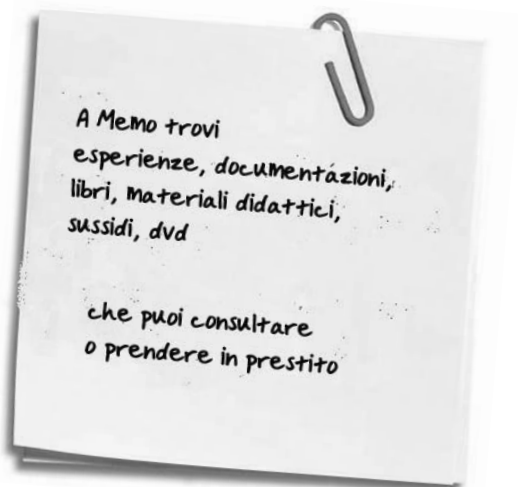 A Memo trovi
esperienze, documentazioni,
libri, materiali didattici,
sussidi, dvd
che puoi consultare
o prendere in prestito